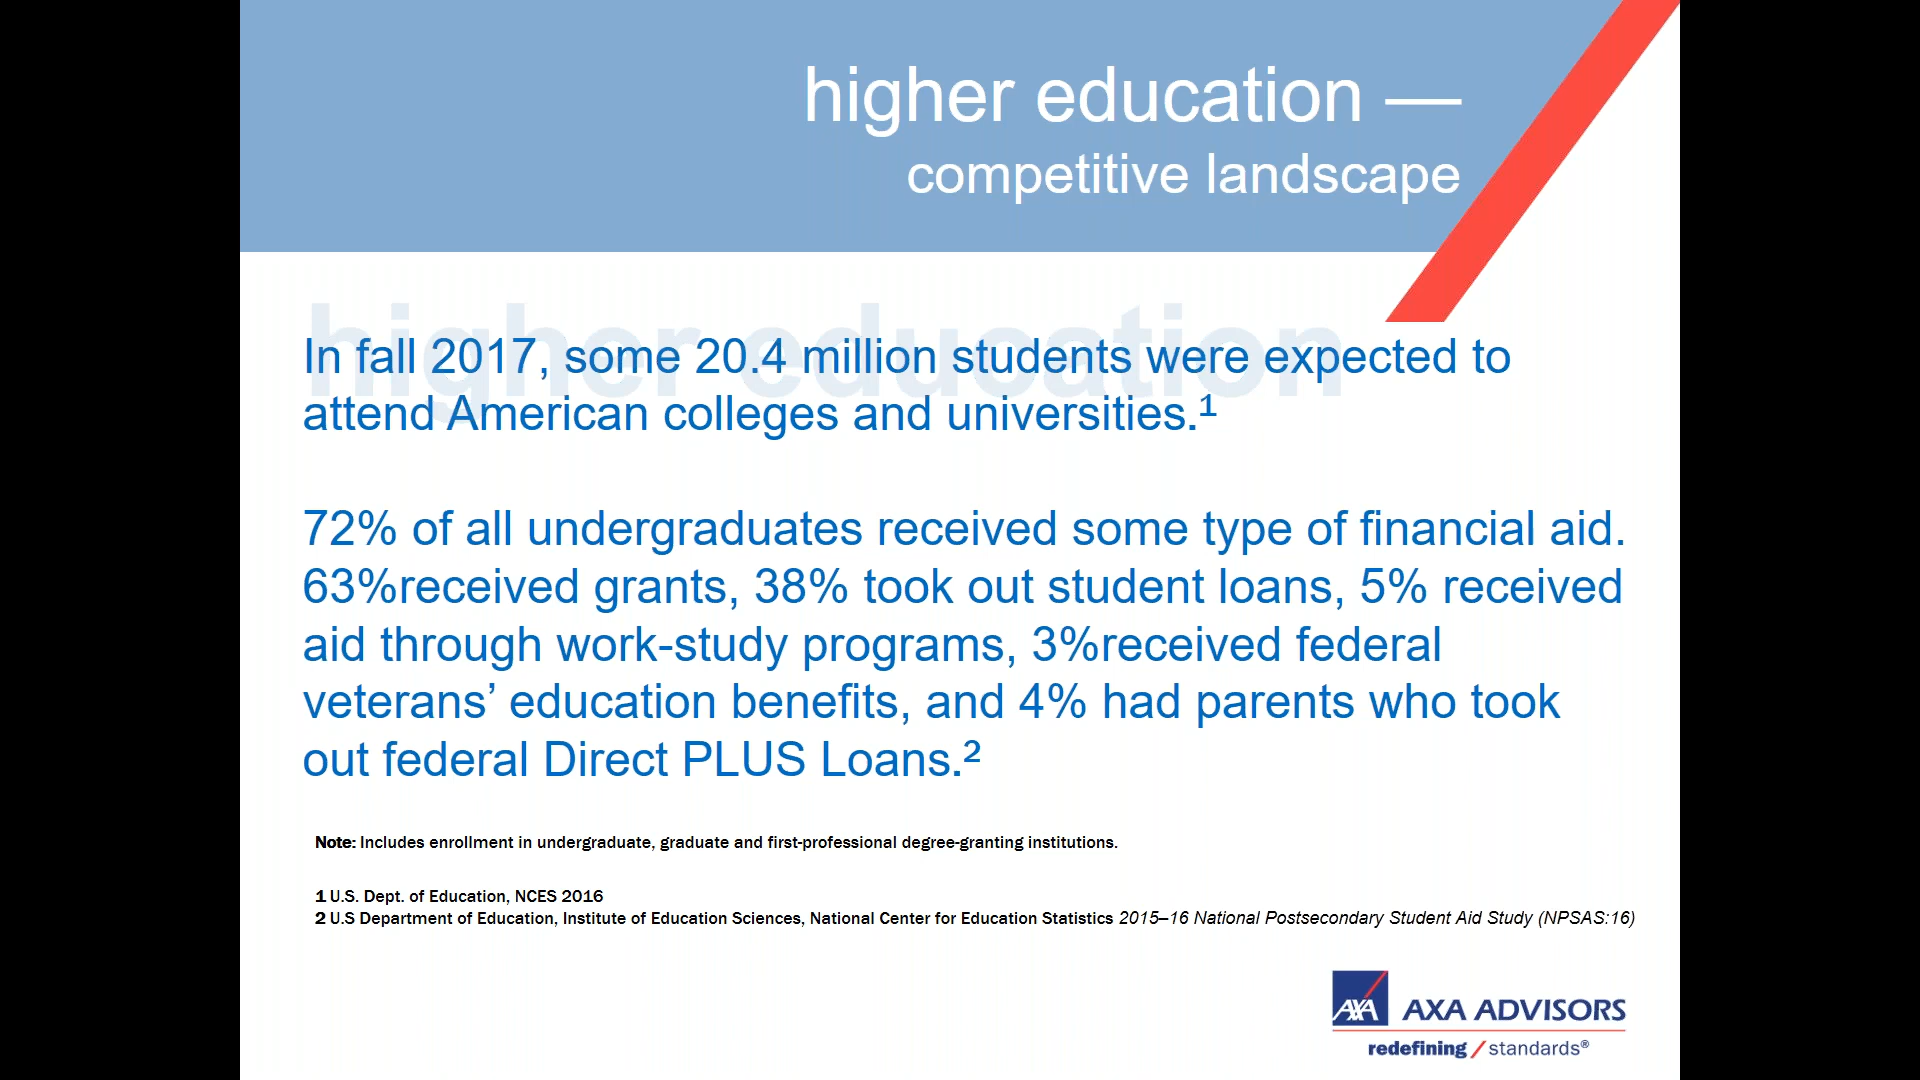 higher education —
competitive landscape
higher education
In fall 2017, some 20.4 million students were expected to
attend American colleges and universities.¹
72% of all undergraduates received some type of financial aid.
63%received grants, 38% took out student loans, 5% received
aid through work-study programs, 3%received federal
veterans’ education benefits, and 4% had parents who took
out federal Direct PLUS Loans.²
Note: Includes enrollment in undergraduate, graduate and first-professional degree-granting institutions.
1 U.S. Dept. of Education, NCES 2016
2 U.S Department of Education, Institute of Education Sciences, National Center for Education Statistics 2015–16 National Postsecondary Student Aid Study (NPSAS:16)
AXA AXA ADVISORS
redefining / standards®